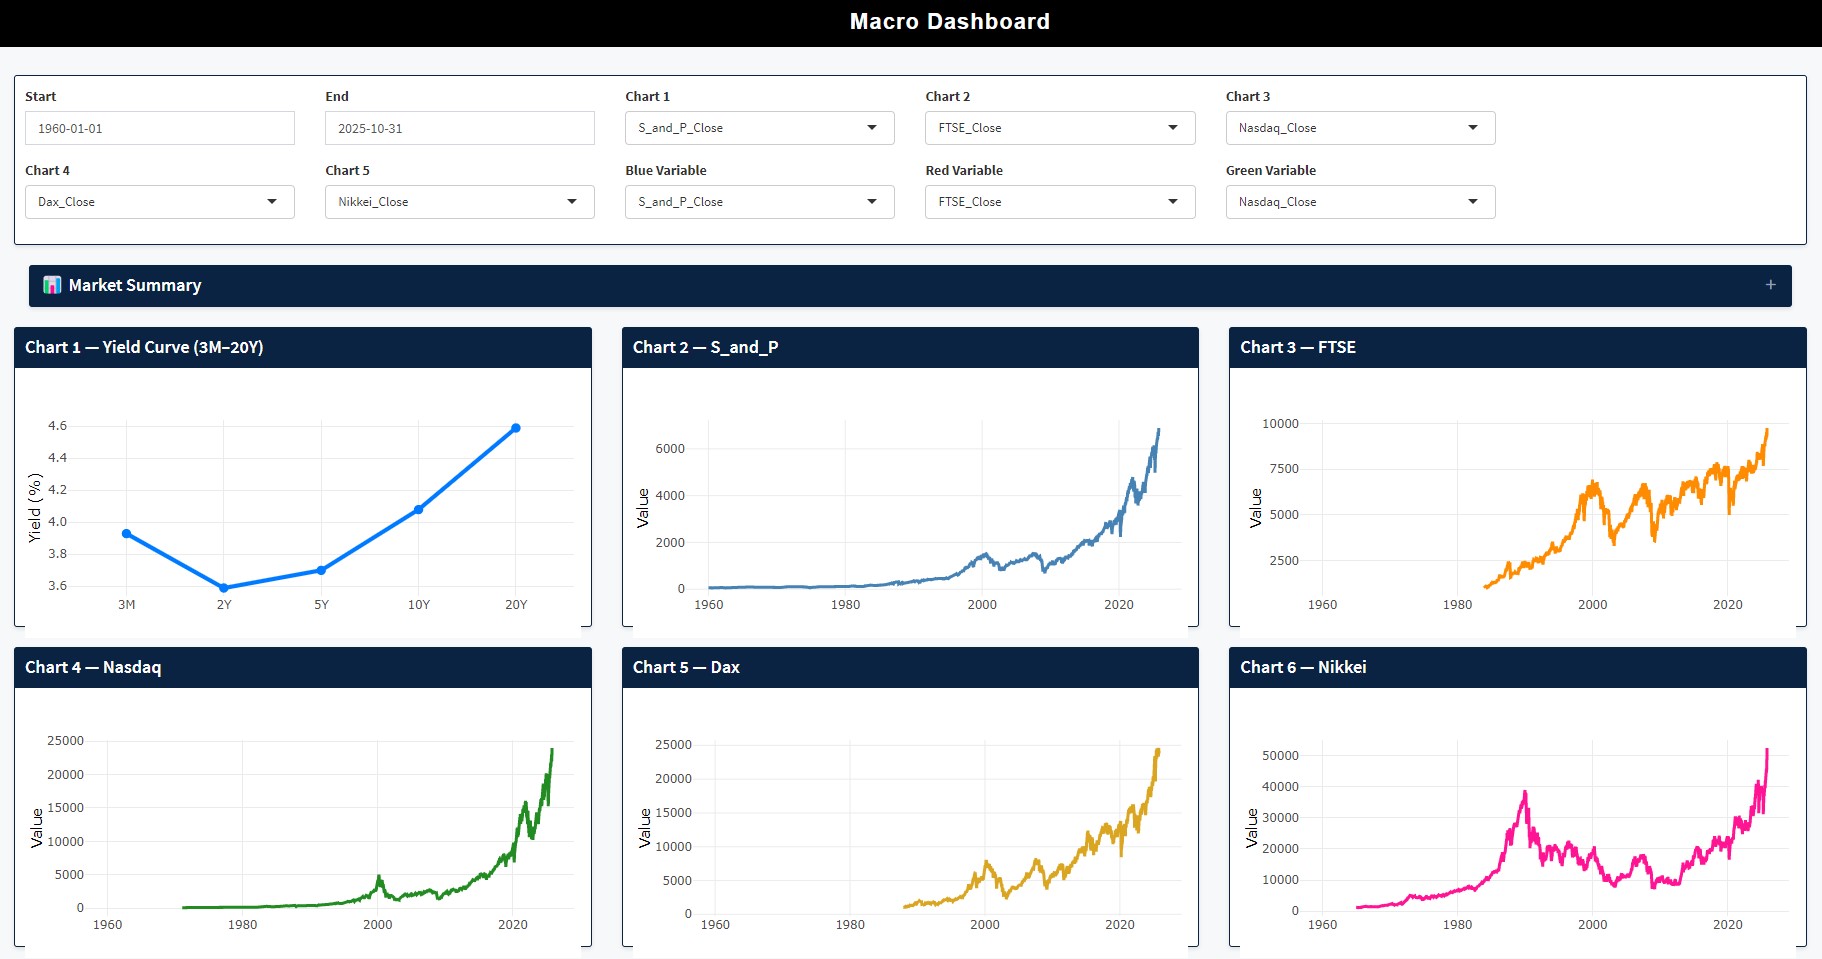 Macro Dashboard
Start
End
Chart 1
Chart 2
Chart 3
1960-01-01
2025-10-31
S_and_P_Close
FTSE_Close
Nasdaq_Close
Chart 4
Chart 5
Blue Variable
Red Variable
Green Variable
Dax_Close
Nikkei_Close
S_and_P_Close
FTSE_Close
Nasdaq_Close
Market Summary
+
Chart 1 — Yield Curve (3M–20Y)
4.6
4.4
4.2
4.0
3.8
3.6
Yield (%)
3M
2Y
5Y
10Y
20Y
Chart 2 — S_and_P
6000
4000
2000
0
Value
1960
1980
2000
2020
Chart 3 — FTSE
10000
7500
5000
2500
Value
1960
1980
2000
2020
Chart 4 — Nasdaq
25000
20000
15000
10000
5000
0
Value
1960
1980
2000
2020
Chart 5 — Dax
25000
20000
15000
10000
5000
0
Value
1960
1980
2000
2020
Chart 6 — Nikkei
50000
40000
30000
20000
10000
0
Value
1960
1980
2000
2020